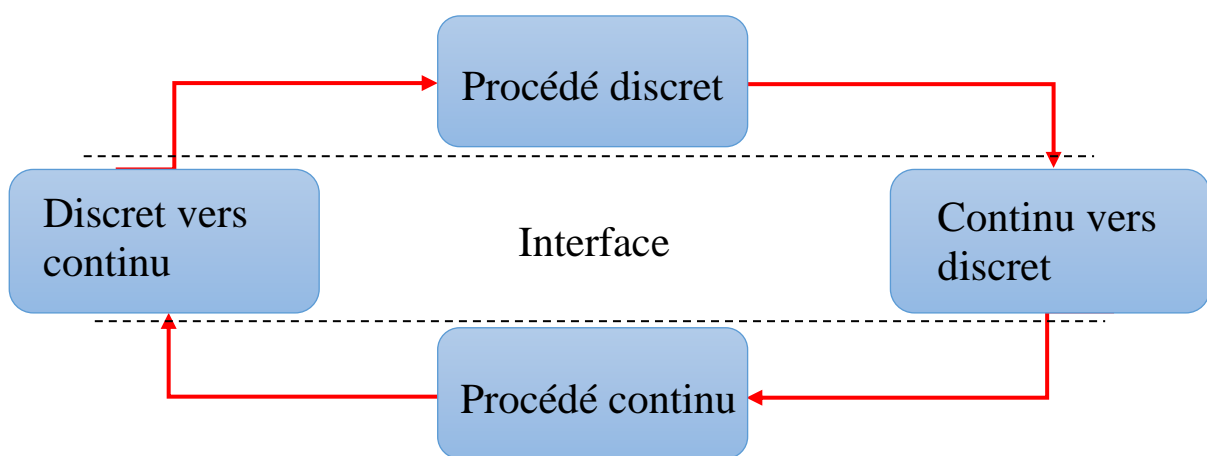 Procédé discret
Discret vers
continu
Interface
Continu vers
discret
Procédé continu